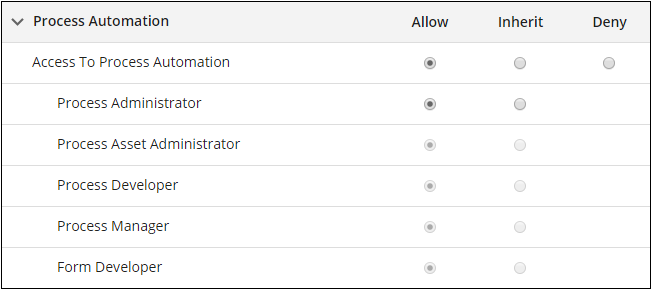 Process Automation Allow Inherit Deny
Access To Process Automation
Process Administrator
Process Asset Administrator
Process Developer
Process Manager
Form Developer